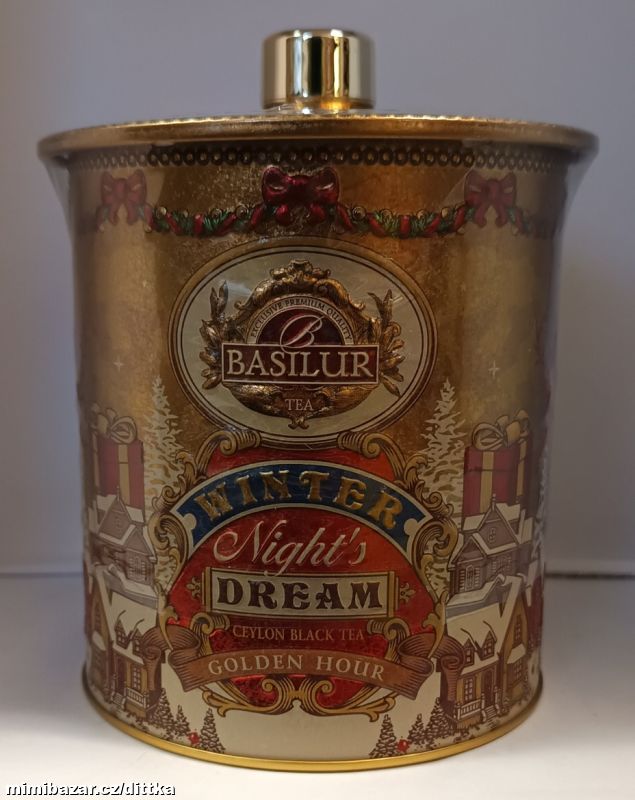 EXCLUSIVE PREMIUM QUALITY
B
BASILUR
TEA
WINTER
Night's
DREAM
CEYLON BLACK TEA
GOLDEN HOUR
mimibazar.cz/dittka